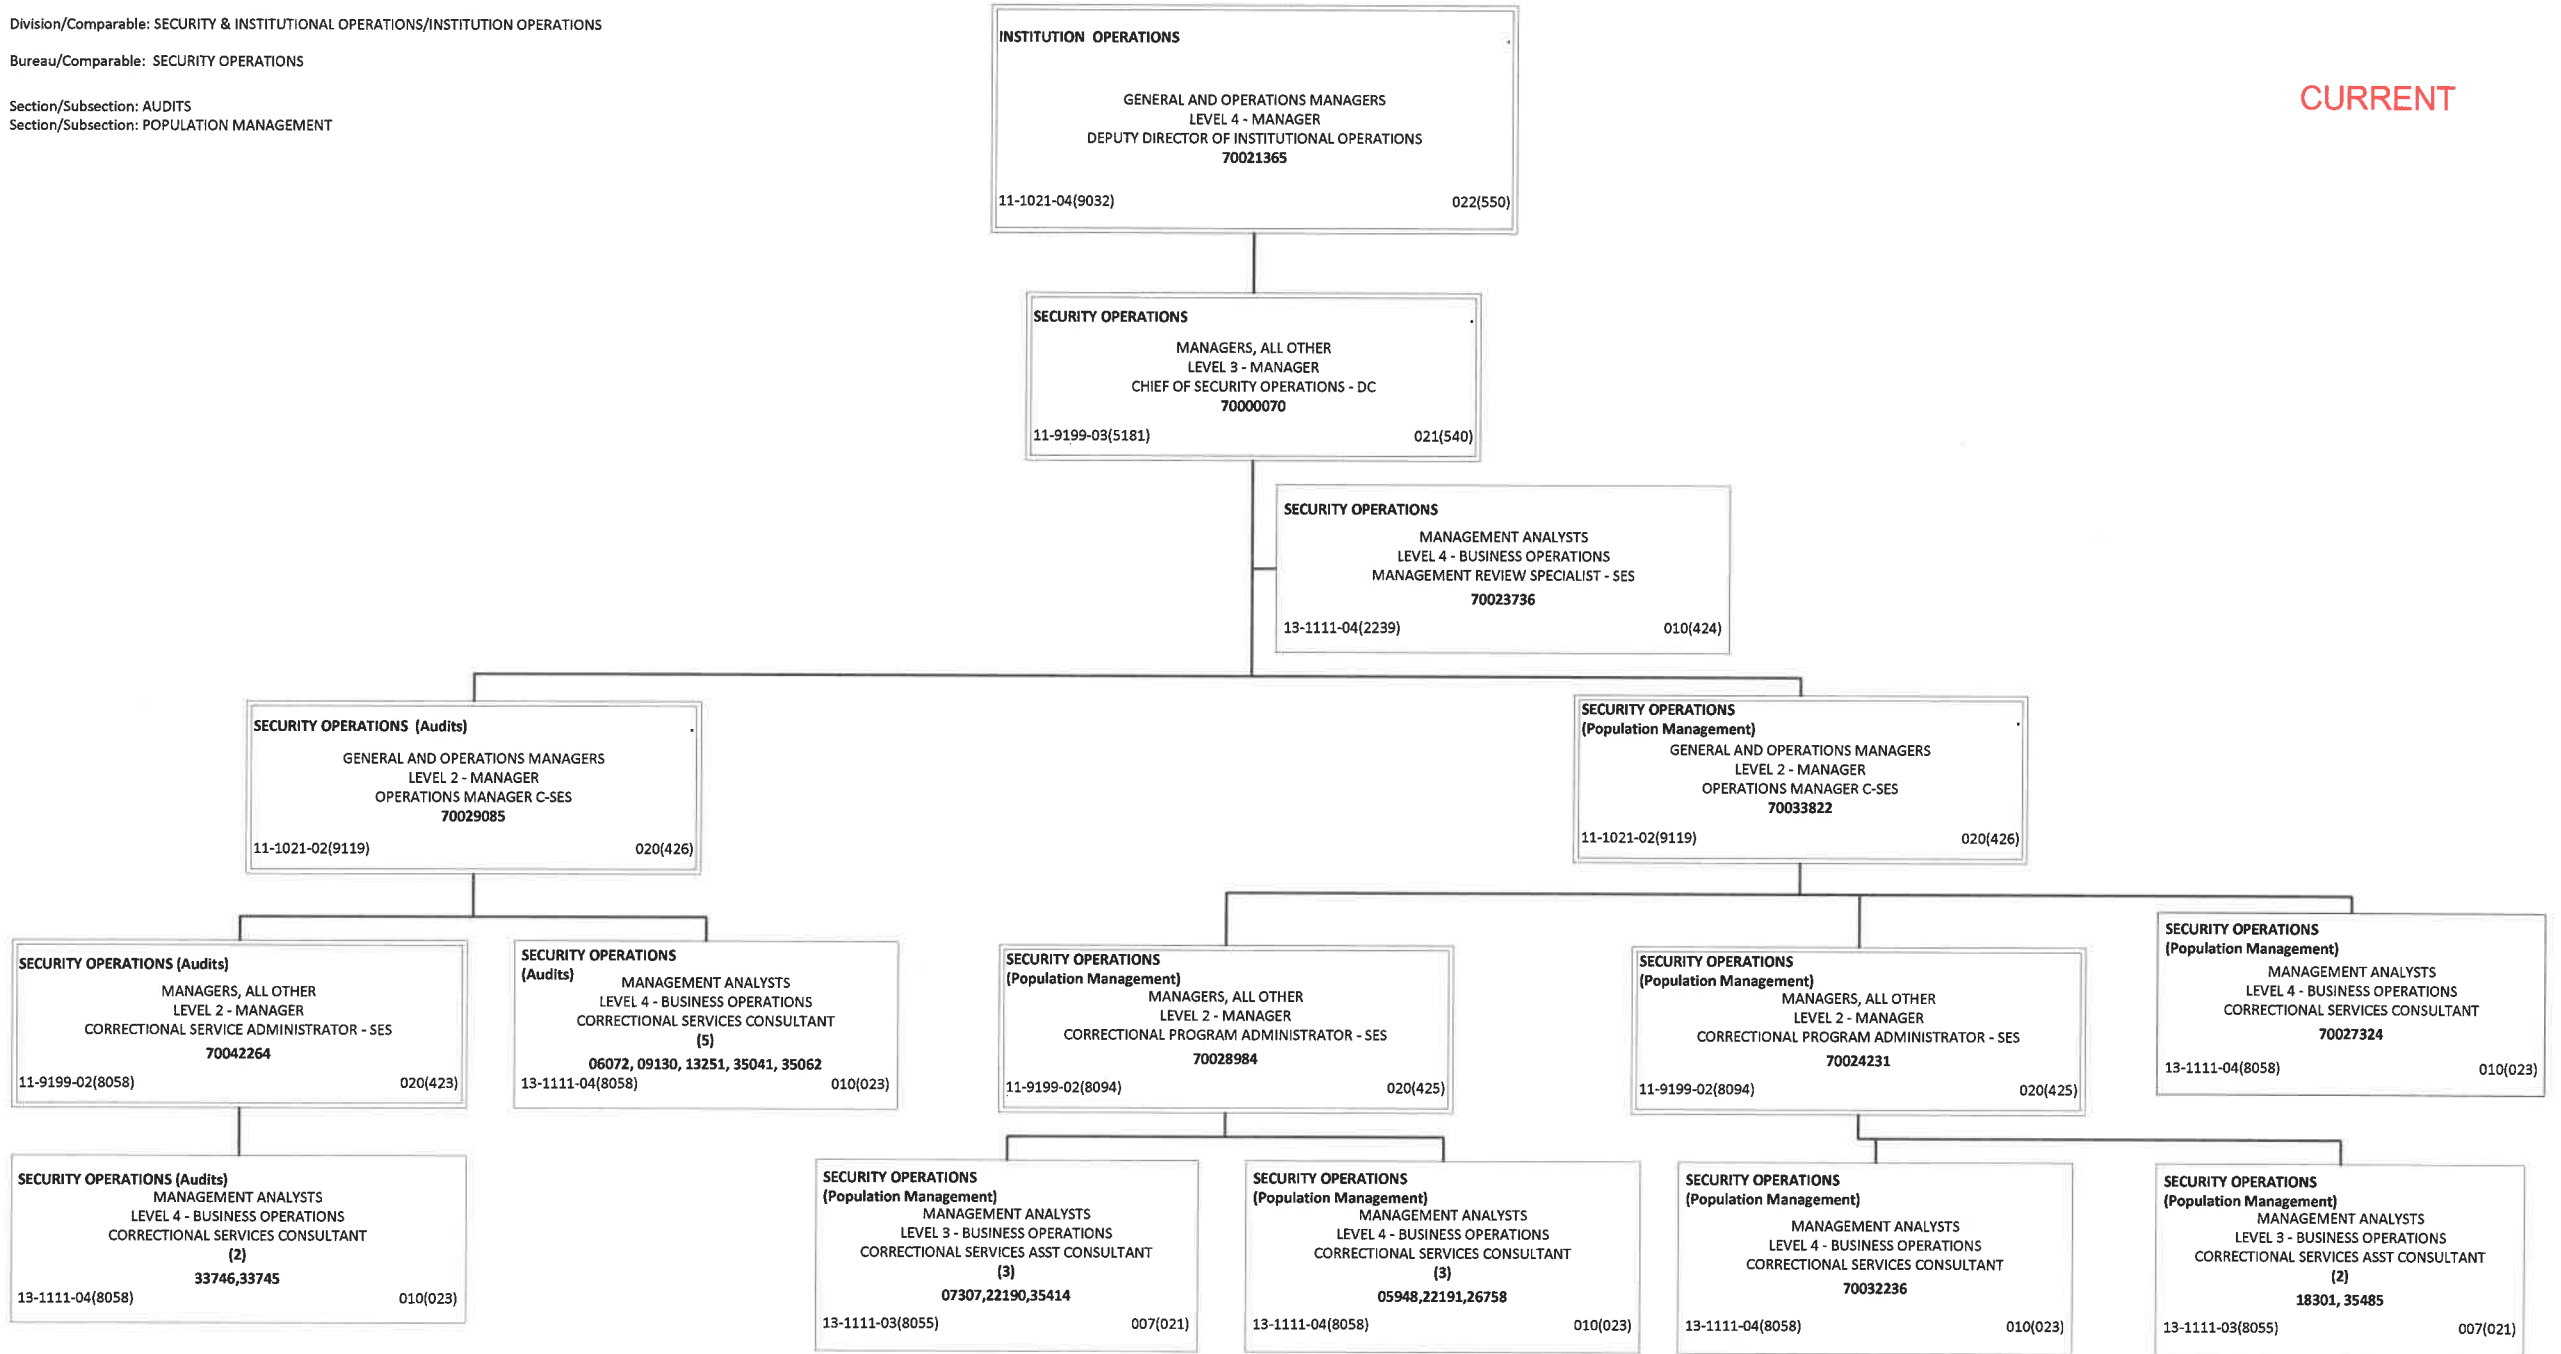 Division/Comparable: SECURITY & INSTITUTIONAL OPERATIONS/INSTITUTION OPERATIONS
Bureau/Comparable: SECURITY OPERATIONS
Section/Subsection: AUDITS
Section/Subsection: POPULATION MANAGEMENT
CURRENT
INSTITUTION OPERATIONS
GENERAL AND OPERATIONS MANAGERS
LEVEL 4 - MANAGER
DEPUTY DIRECTOR OF INSTITUTIONAL OPERATIONS
70021365
11-1021-04(9032) 022(550)
SECURITY OPERATIONS
MANAGERS, ALL OTHER
LEVEL 3 - MANAGER
CHIEF OF SECURITY OPERATIONS - DC
70000070
11-9199-03(5181) 021(540)
SECURITY OPERATIONS
MANAGEMENT ANALYSTS
LEVEL 4 - BUSINESS OPERATIONS
MANAGEMENT REVIEW SPECIALIST - SES
70023736
13-1111-04(2239) 010(424)
SECURITY OPERATIONS (Audits)
GENERAL AND OPERATIONS MANAGERS
LEVEL 2 - MANAGER
OPERATIONS MANAGER C-SES
70029085
11-1021-02(9119) 020(426)
SECURITY OPERATIONS
(Population Management)
GENERAL AND OPERATIONS MANAGERS
LEVEL 2 - MANAGER
OPERATIONS MANAGER C-SES
70033822
11-1021-02(9119) 020(426)
SECURITY OPERATIONS (Audits)
MANAGERS, ALL OTHER
LEVEL 2 - MANAGER
CORRECTIONAL SERVICE ADMINISTRATOR - SES
70042264
11-9199-02(8058) 020(423)
SECURITY OPERATIONS
(Audits)
MANAGEMENT ANALYSTS
LEVEL 4 - BUSINESS OPERATIONS
CORRECTIONAL SERVICES CONSULTANT
(5)
06072, 09130, 13251, 35041, 35062
13-1111-04(8058) 010(023)
SECURITY OPERATIONS
(Population Management)
MANAGERS, ALL OTHER
LEVEL 2 - MANAGER
CORRECTIONAL PROGRAM ADMINISTRATOR - SES
70028984
11-9199-02(8094) 020(425)
SECURITY OPERATIONS
(Population Management)
MANAGERS, ALL OTHER
LEVEL 2 - MANAGER
CORRECTIONAL PROGRAM ADMINISTRATOR - SES
70024231
11-9199-02(8094) 020(425)
SECURITY OPERATIONS
(Population Management)
MANAGEMENT ANALYSTS
LEVEL 4 - BUSINESS OPERATIONS
CORRECTIONAL SERVICES CONSULTANT
70027324
13-1111-04(8058) 010(023)
SECURITY OPERATIONS (Audits)
MANAGEMENT ANALYSTS
LEVEL 4 - BUSINESS OPERATIONS
CORRECTIONAL SERVICES CONSULTANT
(2)
33746,33745
13-1111-04(8058) 010(023)
SECURITY OPERATIONS
(Population Management)
MANAGEMENT ANALYSTS
LEVEL 3 - BUSINESS OPERATIONS
CORRECTIONAL SERVICES ASST CONSULTANT
(3)
07307,22190,35414
13-1111-03(8055) 007(021)
SECURITY OPERATIONS
(Population Management)
MANAGEMENT ANALYSTS
LEVEL 4 - BUSINESS OPERATIONS
CORRECTIONAL SERVICES CONSULTANT
(3)
05948,22191,26758
13-1111-04(8058) 010(023)
SECURITY OPERATIONS
(Population Management)
MANAGEMENT ANALYSTS
LEVEL 4 - BUSINESS OPERATIONS
CORRECTIONAL SERVICES CONSULTANT
70032236
13-1111-04(8058) 010(023)
SECURITY OPERATIONS
(Population Management)
MANAGEMENT ANALYSTS
LEVEL 3 - BUSINESS OPERATIONS
CORRECTIONAL SERVICES ASST CONSULTANT
(2)
18301, 35485
13-1111-03(8055) 007(021)